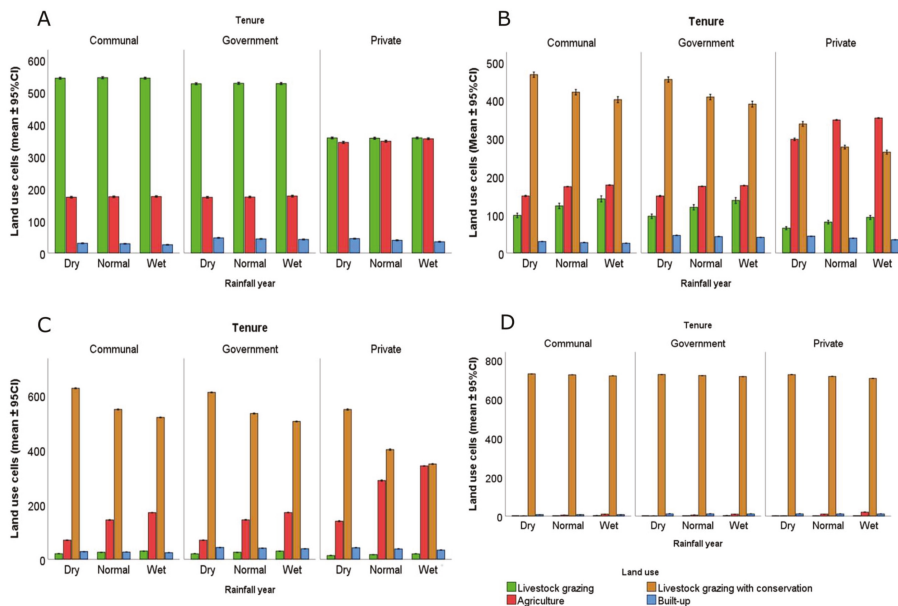 A
Tenure
Communal Government Private
Land use cells (mean ± 95%CI)
600
500
400
300
200
100
0
Dry Normal Wet Dry Normal Wet Dry Normal Wet
Rainfall year
B
Tenure
Communal Government Private
Land use cells (Mean ± 95%CI)
500
400
300
200
100
0
Dry Normal Wet Dry Normal Wet Dry Normal Wet
Rainfall year
C
Tenure
Communal Government Private
Land use cells (mean ± 95CI)
600
400
200
0
Dry Normal Wet Dry Normal Wet Dry Normal Wet
Rainfall year
D
Tenure
Communal Government Private
Land use cells (mean ± 95%CI)
800
600
400
200
0
Dry Normal Wet Dry Normal Wet Dry Normal Wet
Rainfall year
Land use
Livestock grazing Livestock grazing with conservation
Agriculture Built-up